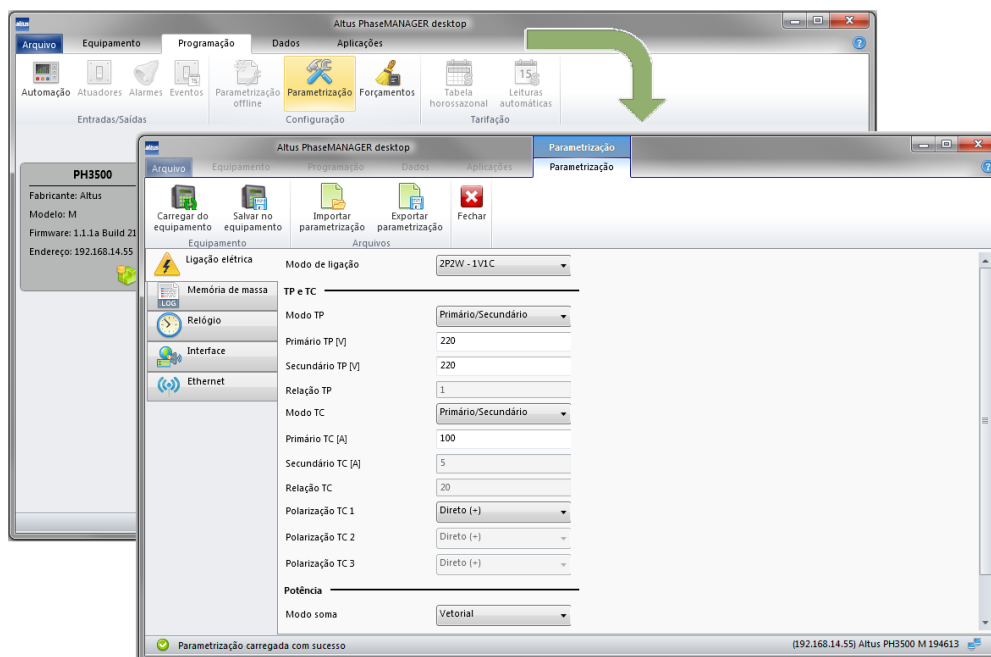 altus
Altus PhaseMANAGER desktop
Arquivo Equipamento Programação Dados Aplicações
Automação Atuadores Alarmes Eventos Parametrização offline Parametrização Forçamentos Tabela horossazonal Leituras automáticas
Entradas/Saídas Configuração Tarifação
PH3500
Fabricante: Altus
Modelo: M
Firmware: 1.1.1a Build 21
Endereço: 192.168.14.55
altus
Altus PhaseMANAGER desktop Parametrização
Arquivo Equipamento Programação Dados Aplicações Parametrização
Carregar do equipamento Salvar no equipamento Importar parametrização Exportar parametrização Fechar
Equipamento Arquivos
Ligação elétrica
LOG Memória de massa
Relógio
Interface
Ethernet
Modo de ligação 2P2W - 1V1C
TP e TC
Modo TP Primário/Secundário
Primário TP [V] 220
Secundário TP [V] 220
Relação TP 1
Modo TC Primário/Secundário
Primário TC [A] 100
Secundário TC [A] 5
Relação TC 20
Polarização TC 1 Direto (+)
Polarização TC 2 Direto (+)
Polarização TC 3 Direto (+)
Potência
Modo soma Vetorial
Parametrização carregada com sucesso (192.168.14.55) Altus PH3500 M 194613